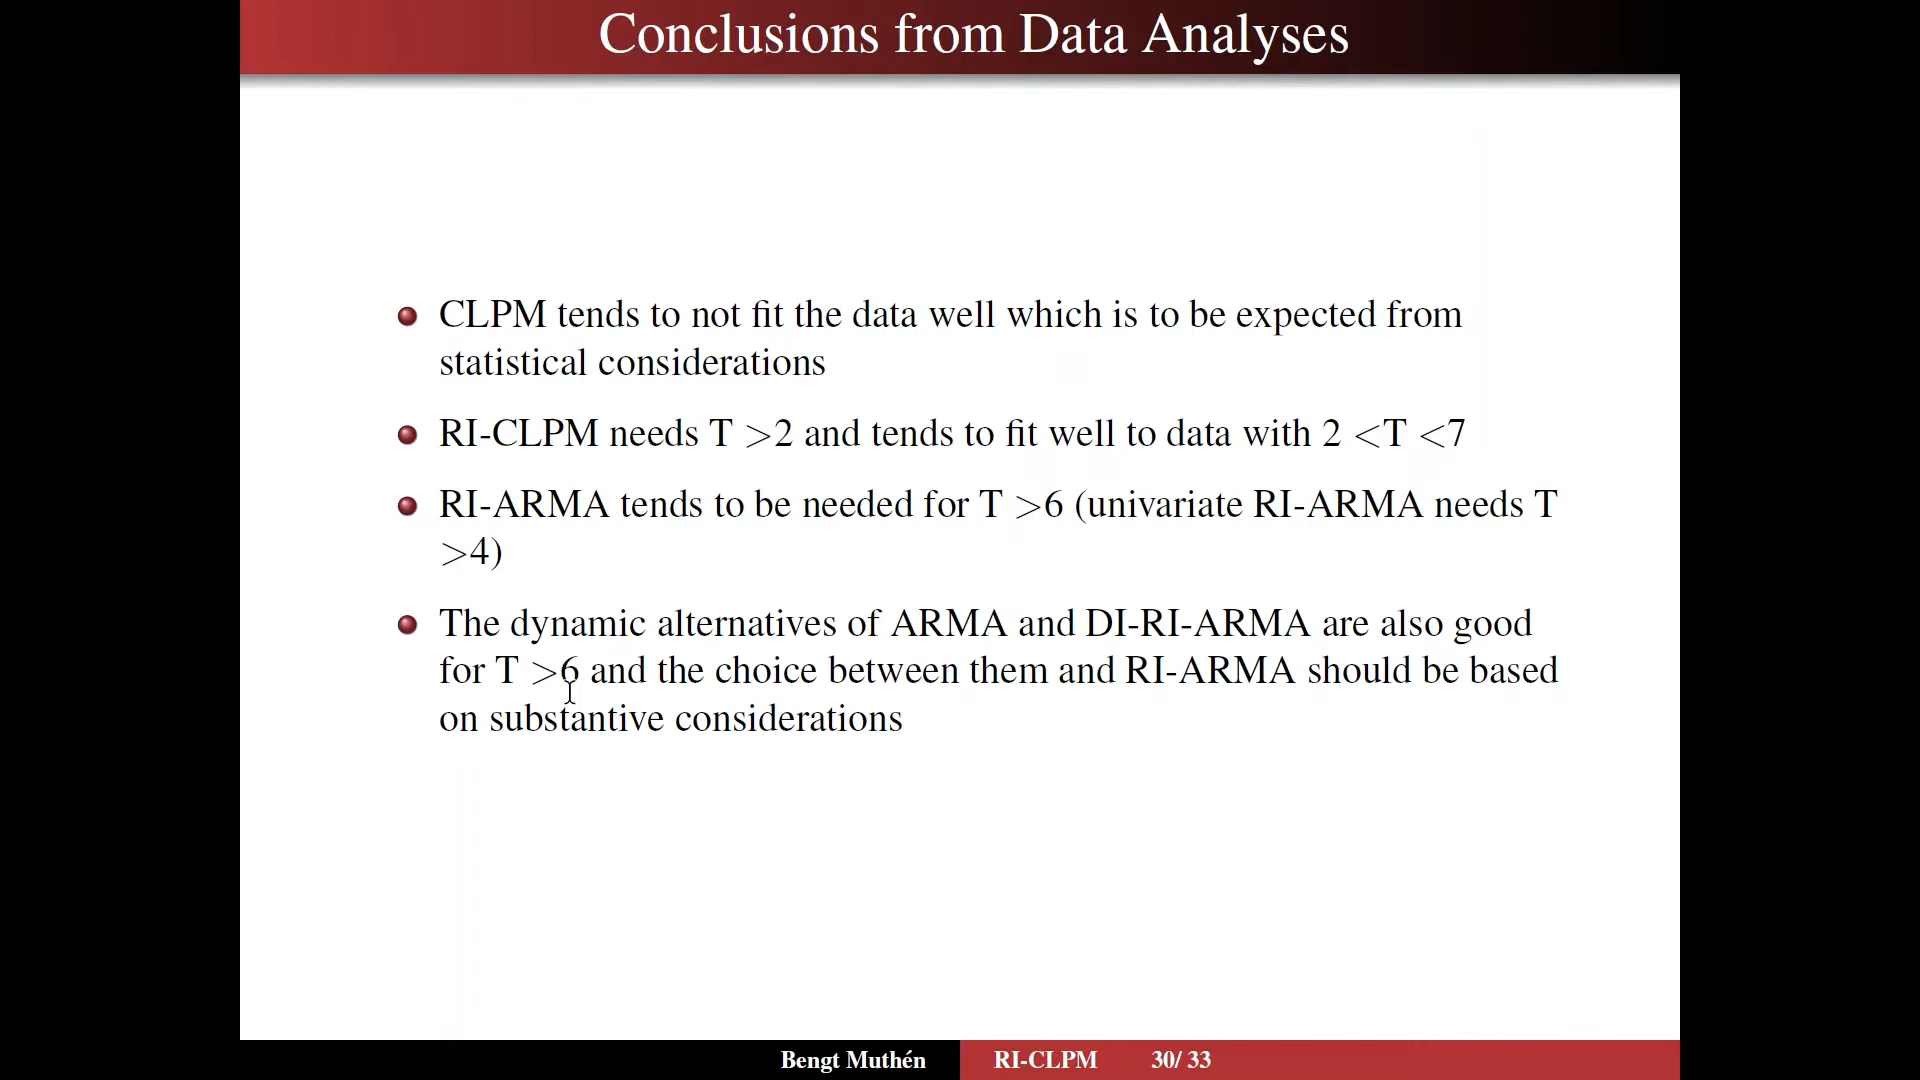 Conclusions from Data Analyses
CLPM tends to not fit the data well which is to be expected from
statistical considerations
RI-CLPM needs T >2 and tends to fit well to data with 2 <T <7
RI-ARMA tends to be needed for T >6 (univariate RI-ARMA needs T
>4)
The dynamic alternatives of ARMA and DI-RI-ARMA are also good
for T >6 and the choice between them and RI-ARMA should be based
on substantive considerations
Bengt Muthén RI-CLPM 30/ 33